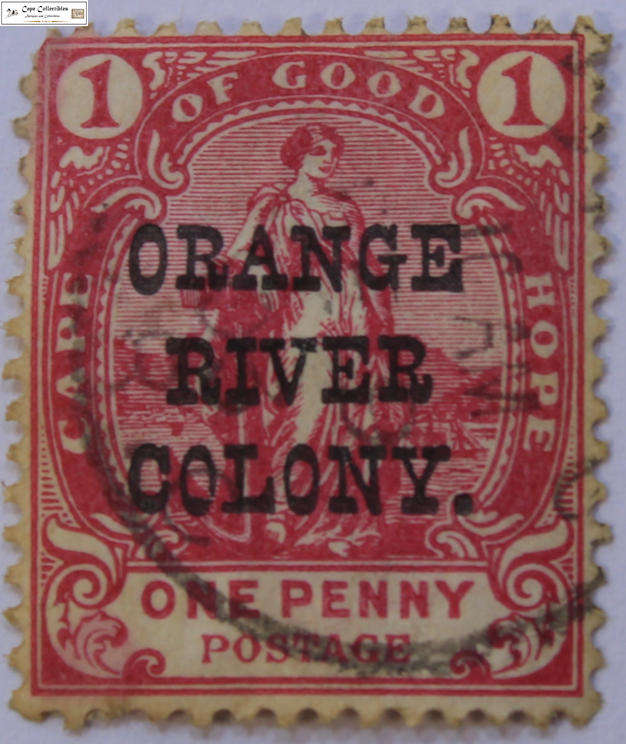 Cape Collectibles
1 OF GOOD 1
CAPE
HOPE
ORANGE
RIVER
COLONY.
ONE PENNY
POSTAGE